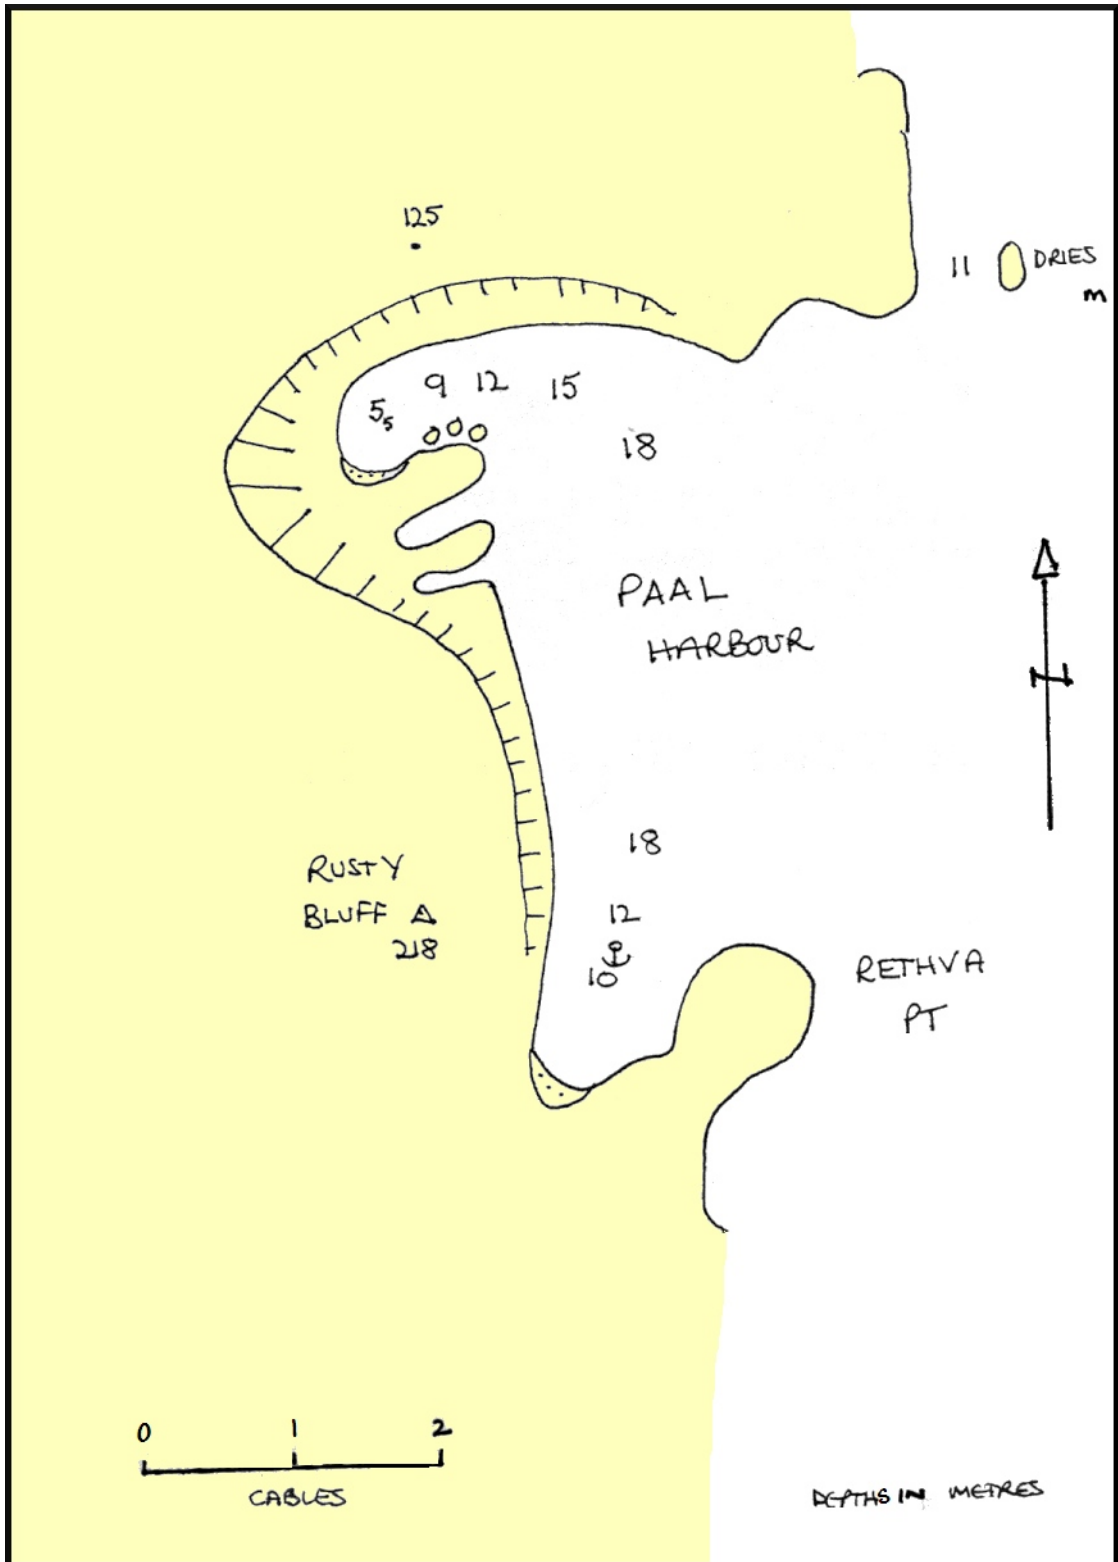 125
11
DRIES
m
9
12
15
5₅
18
PAAL
HARBOUR
N
18
RUSTY
BLUFF
218
12
10
RETHVA
PT
0 1 2
CABLES
DEPTHS IN METRES